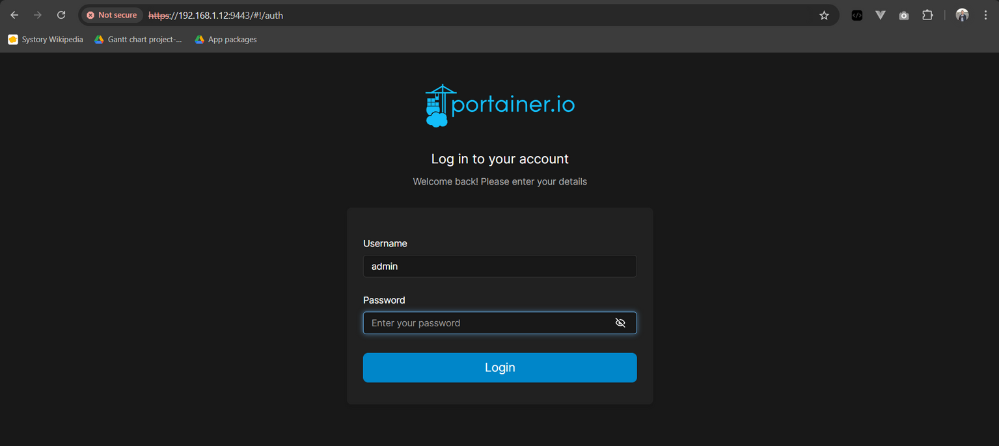 Not secure https://192.168.1.12:9443/#!/auth
Systory Wikipedia Gantt chart project-... App packages
portainer.io
Log in to your account
Welcome back! Please enter your details
Username
admin
Password
Enter your password
Login